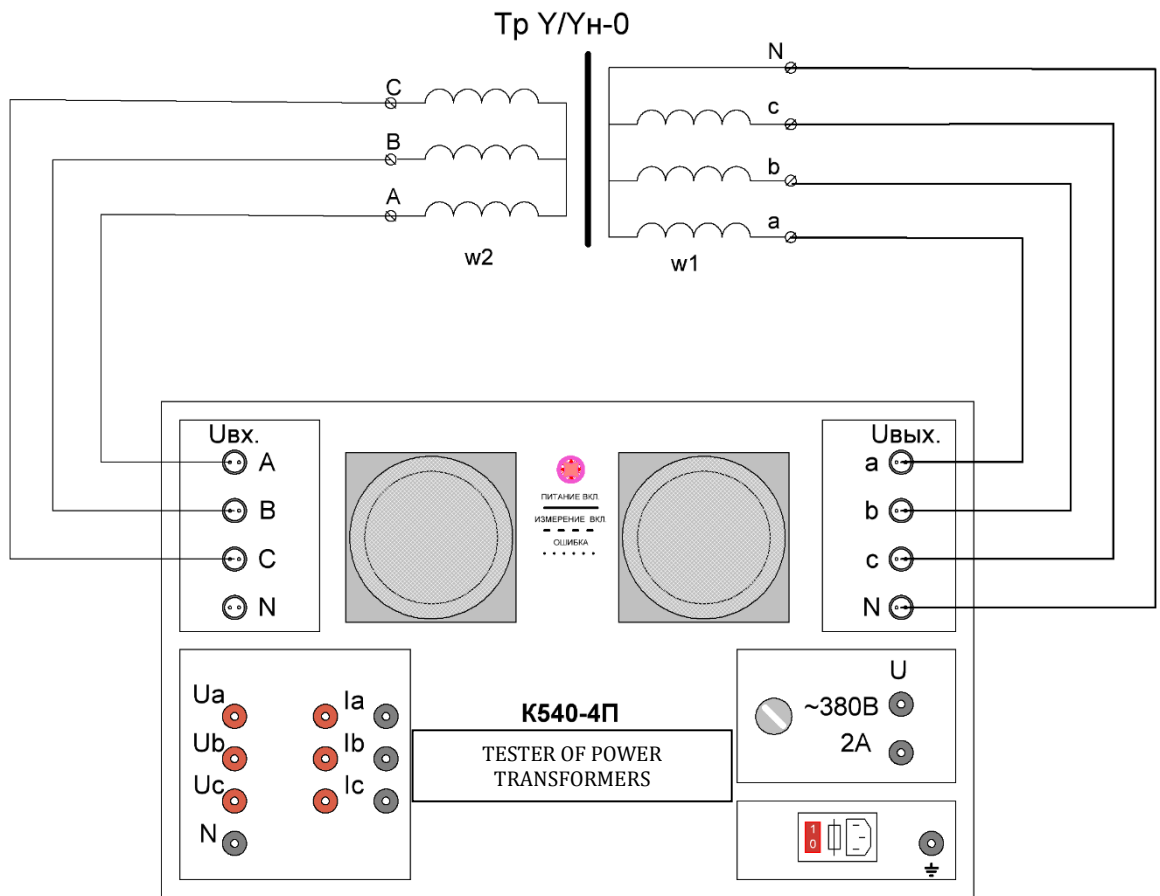 Тр Y/Yн-0
C
B
A
w2
N
c
b
a
w1
Uвх.
A
B
C
N
ПИТАНИЕ ВКЛ.
ИЗМЕРЕНИЕ ВКЛ
ОШИБКА
Uвых.
a
b
c
N
Ua
Ub
Uc
N
Ia
Ib
Ic
К540-4П
TESTER OF POWER
TRANSFORMERS
U
~380В
2А
1
0